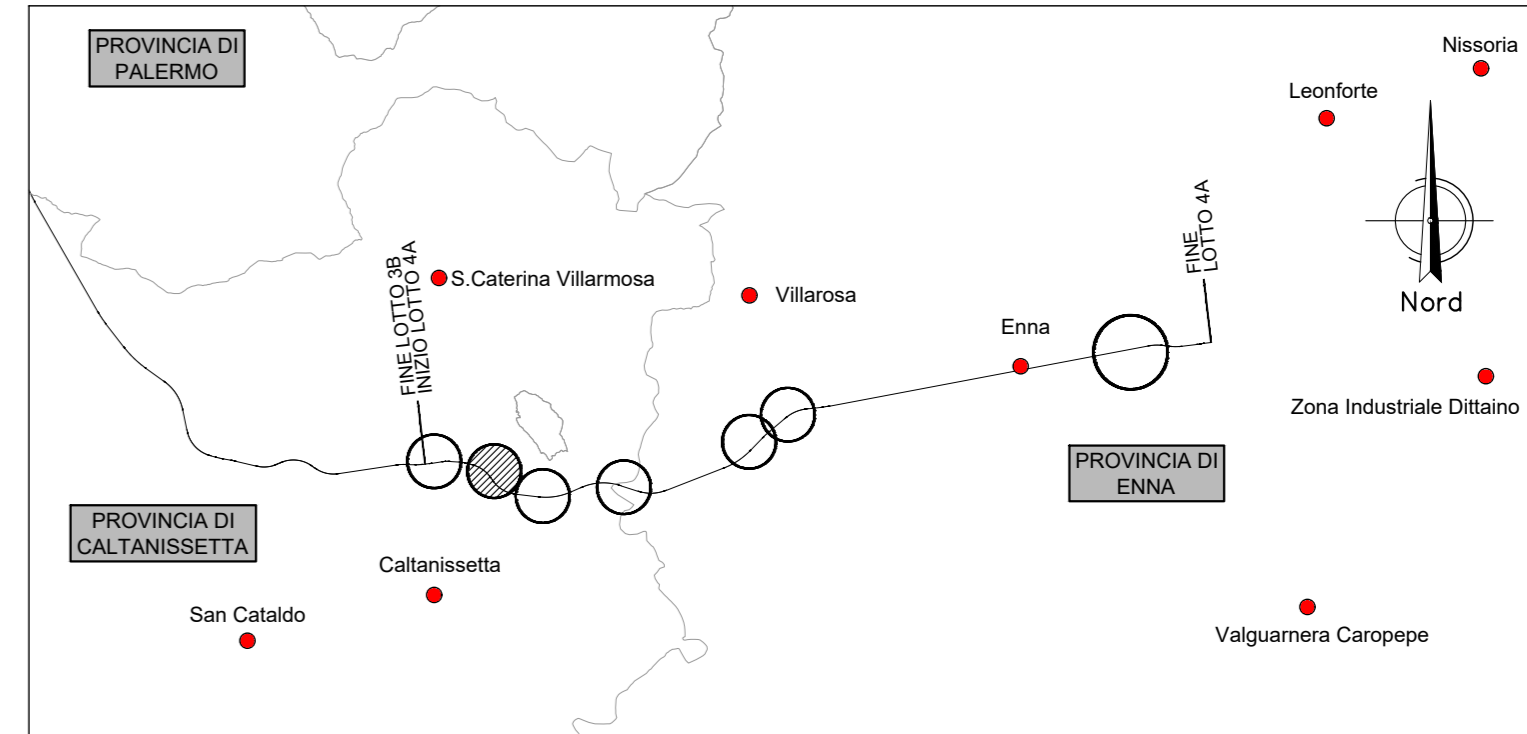 PROVINCIA DI
PALERMO
Nissoria
Leonforte
Nord
FINE LOTTO 3B
INIZIO LOTTO 4A
S.Caterina Villarmosa
Villarosa
Enna
FINE
LOTTO 4A
Zona Industriale Dittaino
PROVINCIA DI
ENNA
PROVINCIA DI
CALTANISSETTA
Caltanissetta
San Cataldo
Valguarnera Caropepe